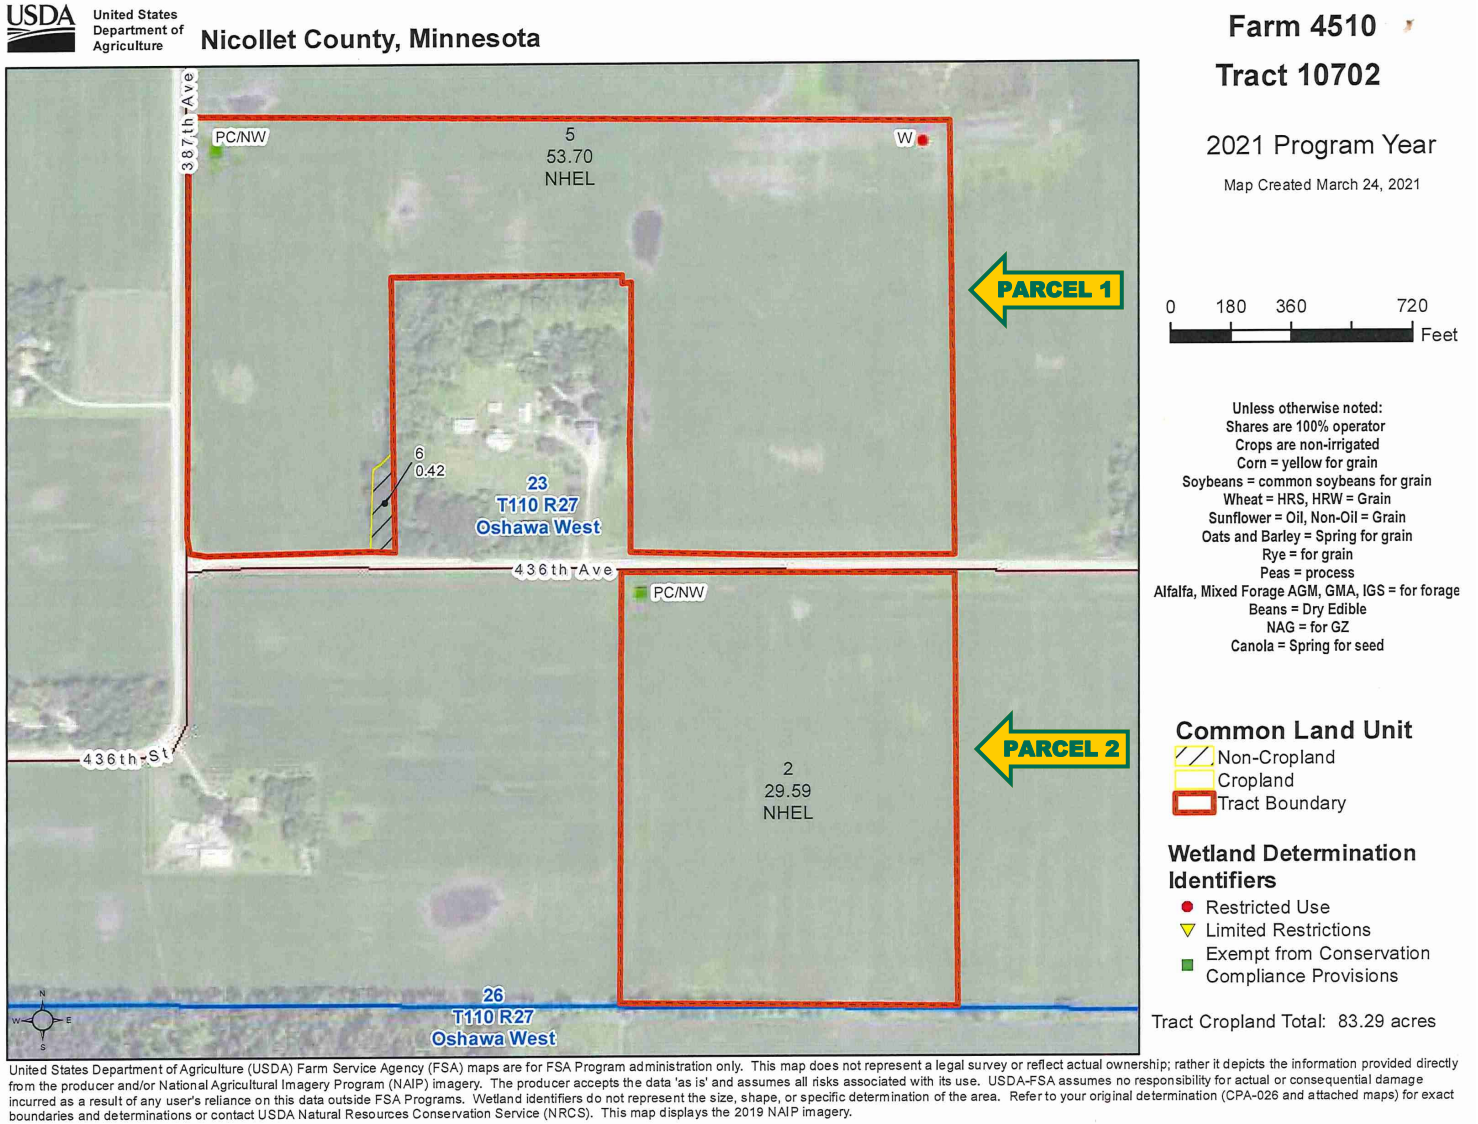 USDA
United States
Department of
Agriculture
Nicollet County, Minnesota
Farm 4510
Tract 10702
2021 Program Year
Map Created March 24, 2021
387th Ave
PC/NW
5
53.70
NHEL
W
PARCEL 1
0 180 360 720
Feet
6
0.42
23
T110 R27
Oshawa West
436th Ave
PC/NW
436th St
2
29.59
NHEL
PARCEL 2
26
T110 R27
Oshawa West
N
W E
S
Unless otherwise noted:
Shares are 100% operator
Crops are non-irrigated
Corn = yellow for grain
Soybeans = common soybeans for grain
Wheat = HRS, HRW = Grain
Sunflower = Oil, Non-Oil = Grain
Oats and Barley = Spring for grain
Rye = for grain
Peas = process
Alfalfa, Mixed Forage AGM, GMA, IGS = for forage
Beans = Dry Edible
NAG = for GZ
Canola = Spring for seed
Common Land Unit
Non-Cropland
Cropland
Tract Boundary
Wetland Determination
Identifiers
Restricted Use
Limited Restrictions
Exempt from Conservation
Compliance Provisions
Tract Cropland Total: 83.29 acres
United States Department of Agriculture (USDA) Farm Service Agency (FSA) maps are for FSA Program administration only. This map does not represent a legal survey or reflect actual ownership; rather it depicts the information provided directly
from the producer and/or National Agricultural Imagery Program (NAIP) imagery. The producer accepts the data 'as is' and assumes all risks associated with its use. USDA-FSA assumes no responsibility for actual or consequential damage
incurred as a result of any user's reliance on this data outside FSA Programs. Wetland identifiers do not represent the size, shape, or specific determination of the area. Refer to your original determination (CPA-026 and attached maps) for exact
boundaries and determinations or contact USDA Natural Resources Conservation Service (NRCS). This map displays the 2019 NAIP imagery.